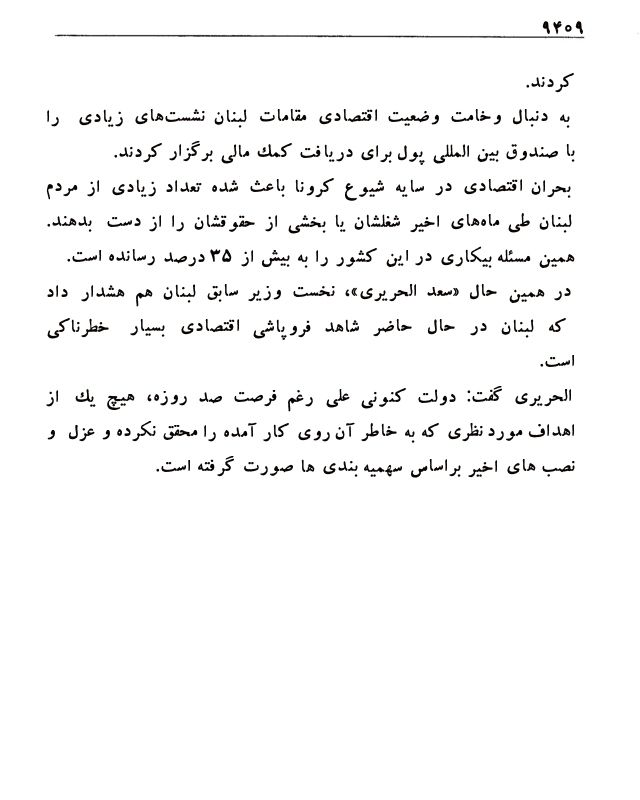 ۹۴۰۹
کردند.
به دنبال وخامت وضعیت اقتصادی مقامات لبنان نشست‌های زیادی را
با صندوق بین المللی پول برای دریافت کمك مالی برگزار کردند.
بحران اقتصادی در سایه شیوع کرونا باعث شده تعداد زیادی از مردم
لبنان طی ماه‌های اخیر شغلشان یا بخشی از حقوقشان را از دست بدهند.
همین مسئله بیکاری در این کشور را به بیش از ۳۵ درصد رسانده است.
در همین حال «سعد الحریری»، نخست وزیر سابق لبنان هم هشدار داد
که لبنان در حال حاضر شاهد فروپاشی اقتصادی بسیار خطرناکی
است.
الحریری گفت: دولت کنونی علی رغم فرصت صد روزه، هیچ یك از
اهداف مورد نظری که به خاطر آن روی کار آمده را محقق نکرده و عزل و
نصب های اخیر براساس سهمیه بندی ها صورت گرفته است.